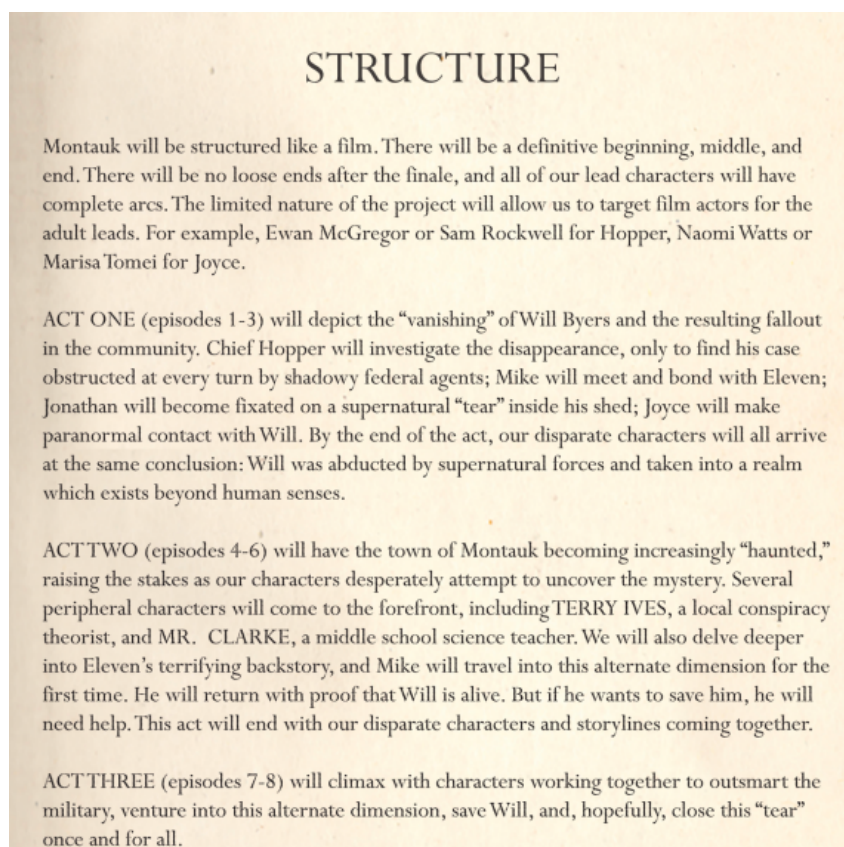 STRUCTURE
Montauk will be structured like a film. There will be a definitive beginning, middle, and
end. There will be no loose ends after the finale, and all of our lead characters will have
complete arcs. The limited nature of the project will allow us to target film actors for the
adult leads. For example, Ewan McGregor or Sam Rockwell for Hopper, Naomi Watts or
Marisa Tomei for Joyce.
ACT ONE (episodes 1-3) will depict the “vanishing” of Will Byers and the resulting fallout
in the community. Chief Hopper will investigate the disappearance, only to find his case
obstructed at every turn by shadowy federal agents; Mike will meet and bond with Eleven;
Jonathan will become fixated on a supernatural “tear” inside his shed; Joyce will make
paranormal contact with Will. By the end of the act, our disparate characters will all arrive
at the same conclusion: Will was abducted by supernatural forces and taken into a realm
which exists beyond human senses.
ACT TWO (episodes 4-6) will have the town of Montauk becoming increasingly “haunted,”
raising the stakes as our characters desperately attempt to uncover the mystery. Several
peripheral characters will come to the forefront, including TERRY IVES, a local conspiracy
theorist, and MR. CLARKE, a middle school science teacher. We will also delve deeper
into Eleven’s terrifying backstory, and Mike will travel into this alternate dimension for the
first time. He will return with proof that Will is alive. But if he wants to save him, he will
need help. This act will end with our disparate characters and storylines coming together.
ACT THREE (episodes 7-8) will climax with characters working together to outsmart the
military, venture into this alternate dimension, save Will, and, hopefully, close this “tear”
once and for all.